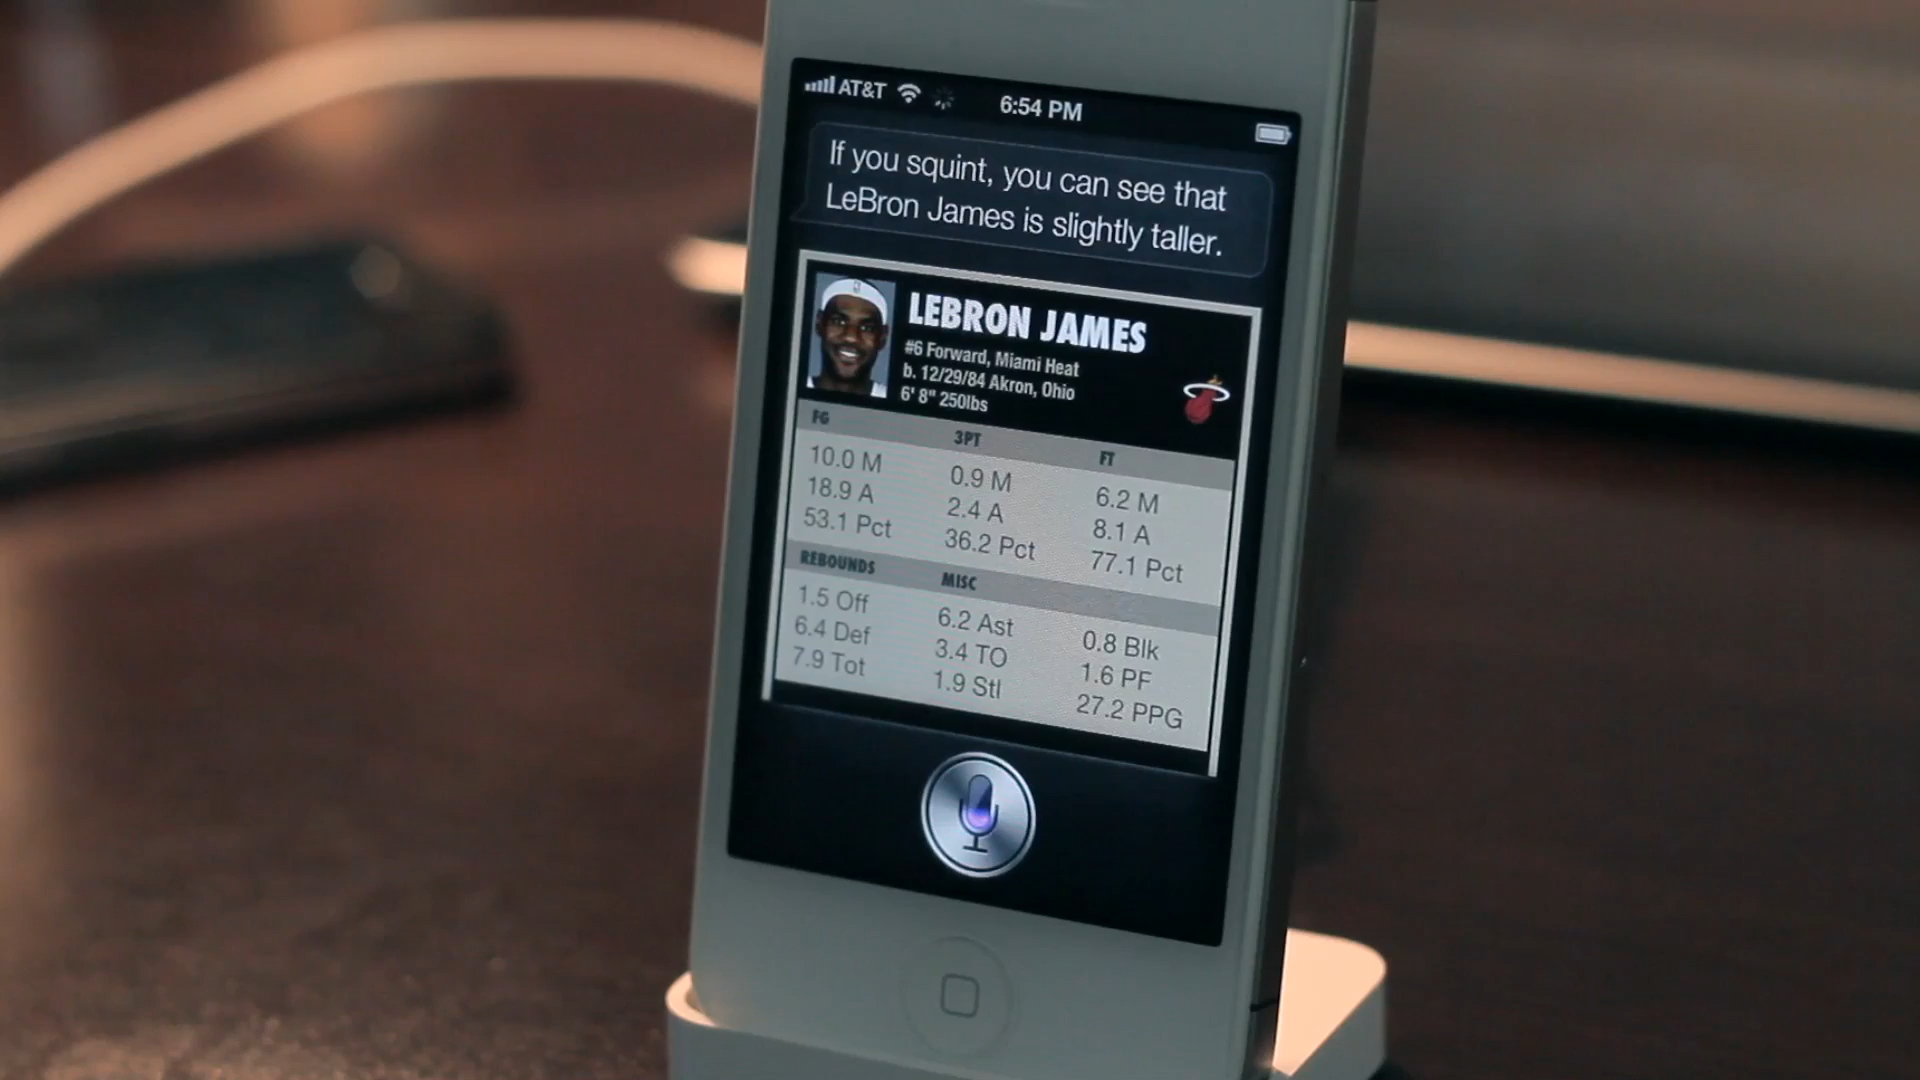 AT&T 6:54 PM
If you squint, you can see that
LeBron James is slightly taller.
LEBRON JAMES
#6 Forward, Miami Heat
b. 12/29/84 Akron, Ohio
6' 8" 250lbs
FG 3PT FT
10.0 M 0.9 M 6.2 M
18.9 A 2.4 A 8.1 A
53.1 Pct 36.2 Pct 77.1 Pct
REBOUNDS MISC
1.5 Off 6.2 Ast 0.8 Blk
6.4 Def 3.4 TO 1.6 PF
7.9 Tot 1.9 Stl 27.2 PPG